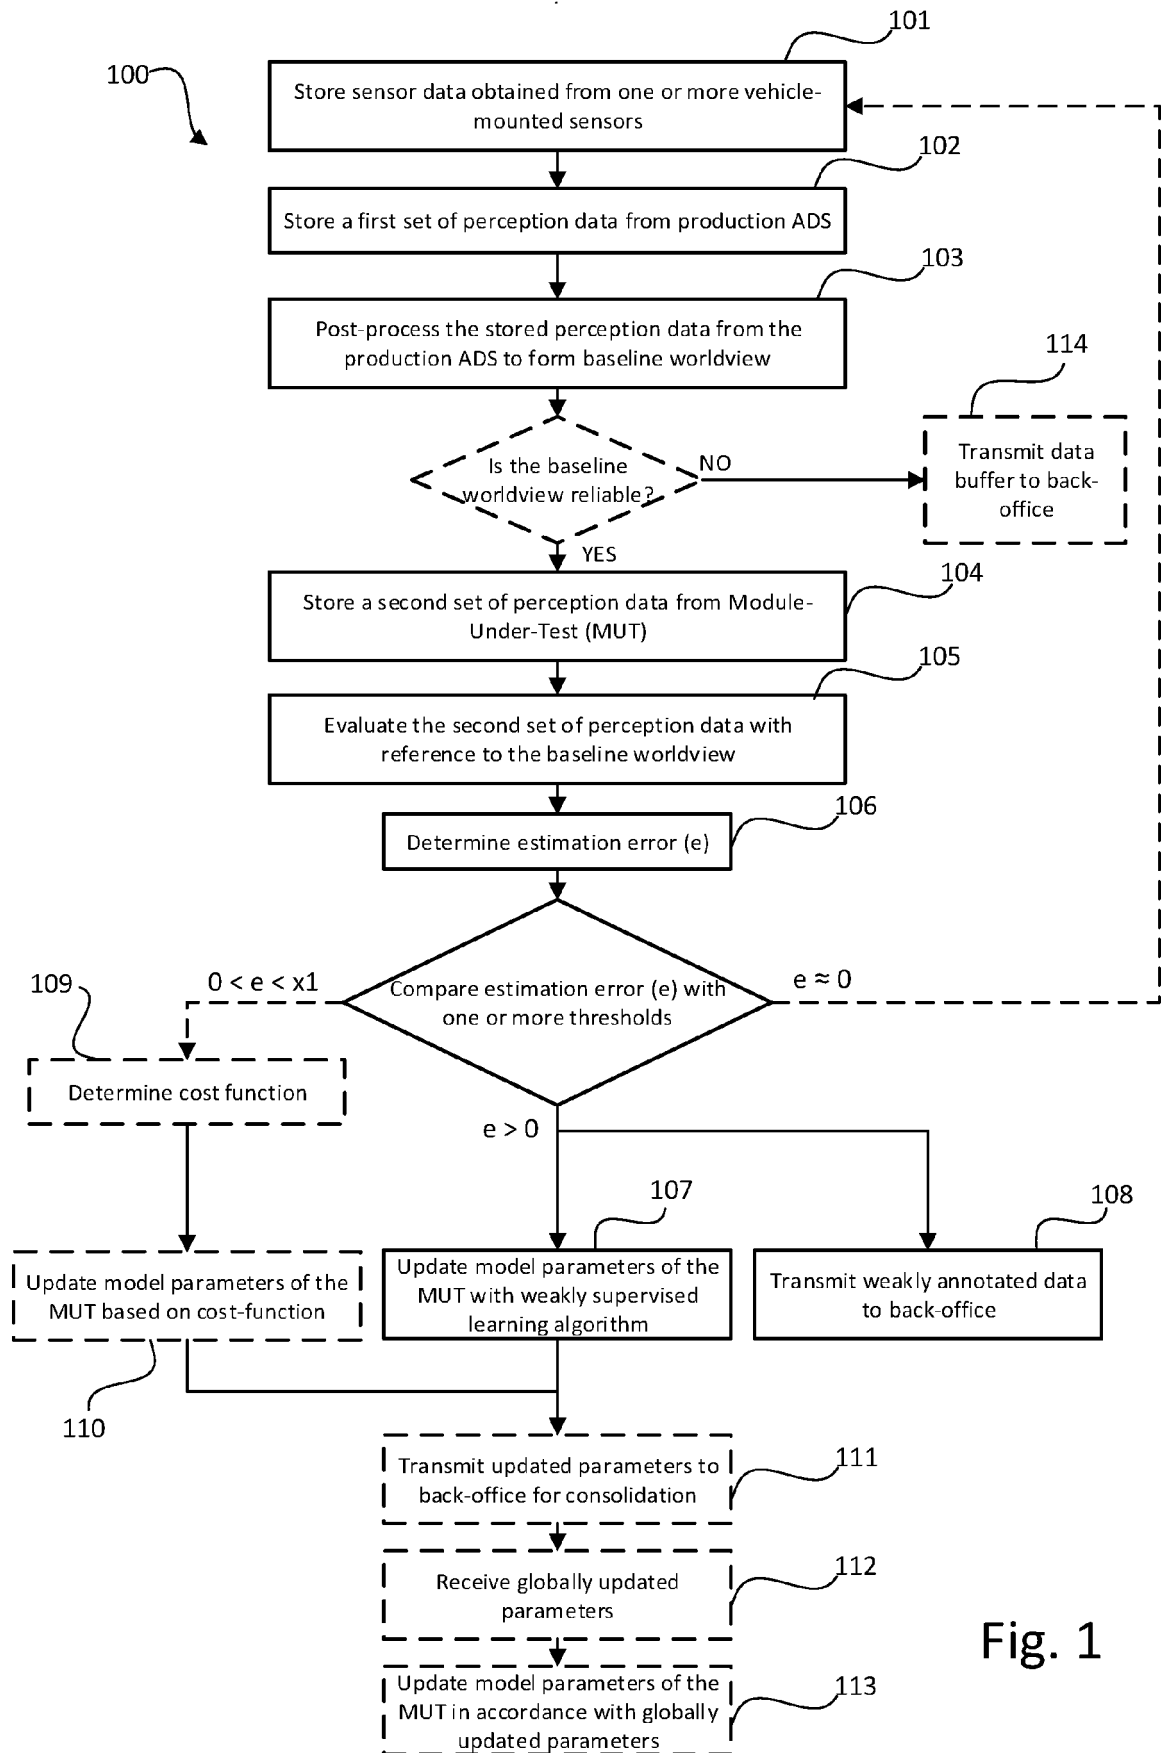 101
100
Store sensor data obtained from one or more vehicle-
mounted sensors
102
Store a first set of perception data from production ADS
103
Post-process the stored perception data from the
production ADS to form baseline worldview
114
Is the baseline
worldview reliable?
NO
Transmit data
buffer to back-
office
YES
104
Store a second set of perception data from Module-
Under-Test (MUT)
105
Evaluate the second set of perception data with
reference to the baseline worldview
106
Determine estimation error (e)
109
0 < e < x1
Compare estimation error (e) with
one or more thresholds
e ≈ 0
Determine cost function
e > 0
107
108
Update model parameters of the
MUT based on cost-function
Update model parameters of the
MUT with weakly supervised
learning algorithm
Transmit weakly annotated data
to back-office
110
111
Transmit updated parameters to
back-office for consolidation
112
Receive globally updated
parameters
Fig. 1
113
Update model parameters of the
MUT in accordance with globally
updated parameters